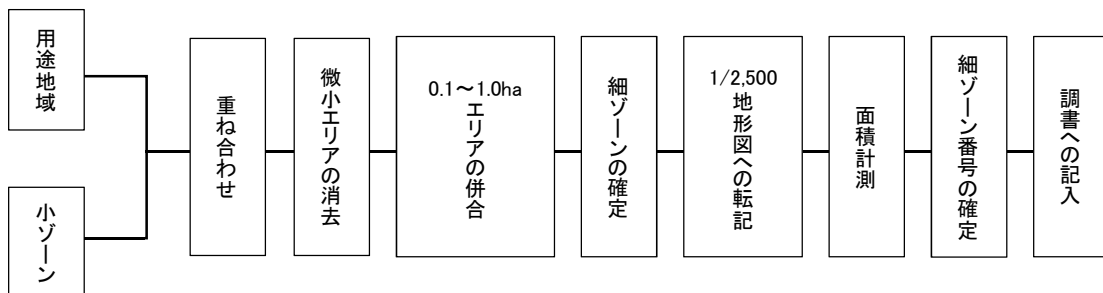 用途地域
小ゾーン
重ね合わせ
微小エリアの消去
0.1～1.0ha
エリアの併合
細ゾーンの確定
1/2,500
地形図への転記
面積計測
細ゾーン番号の確定
調書への記入